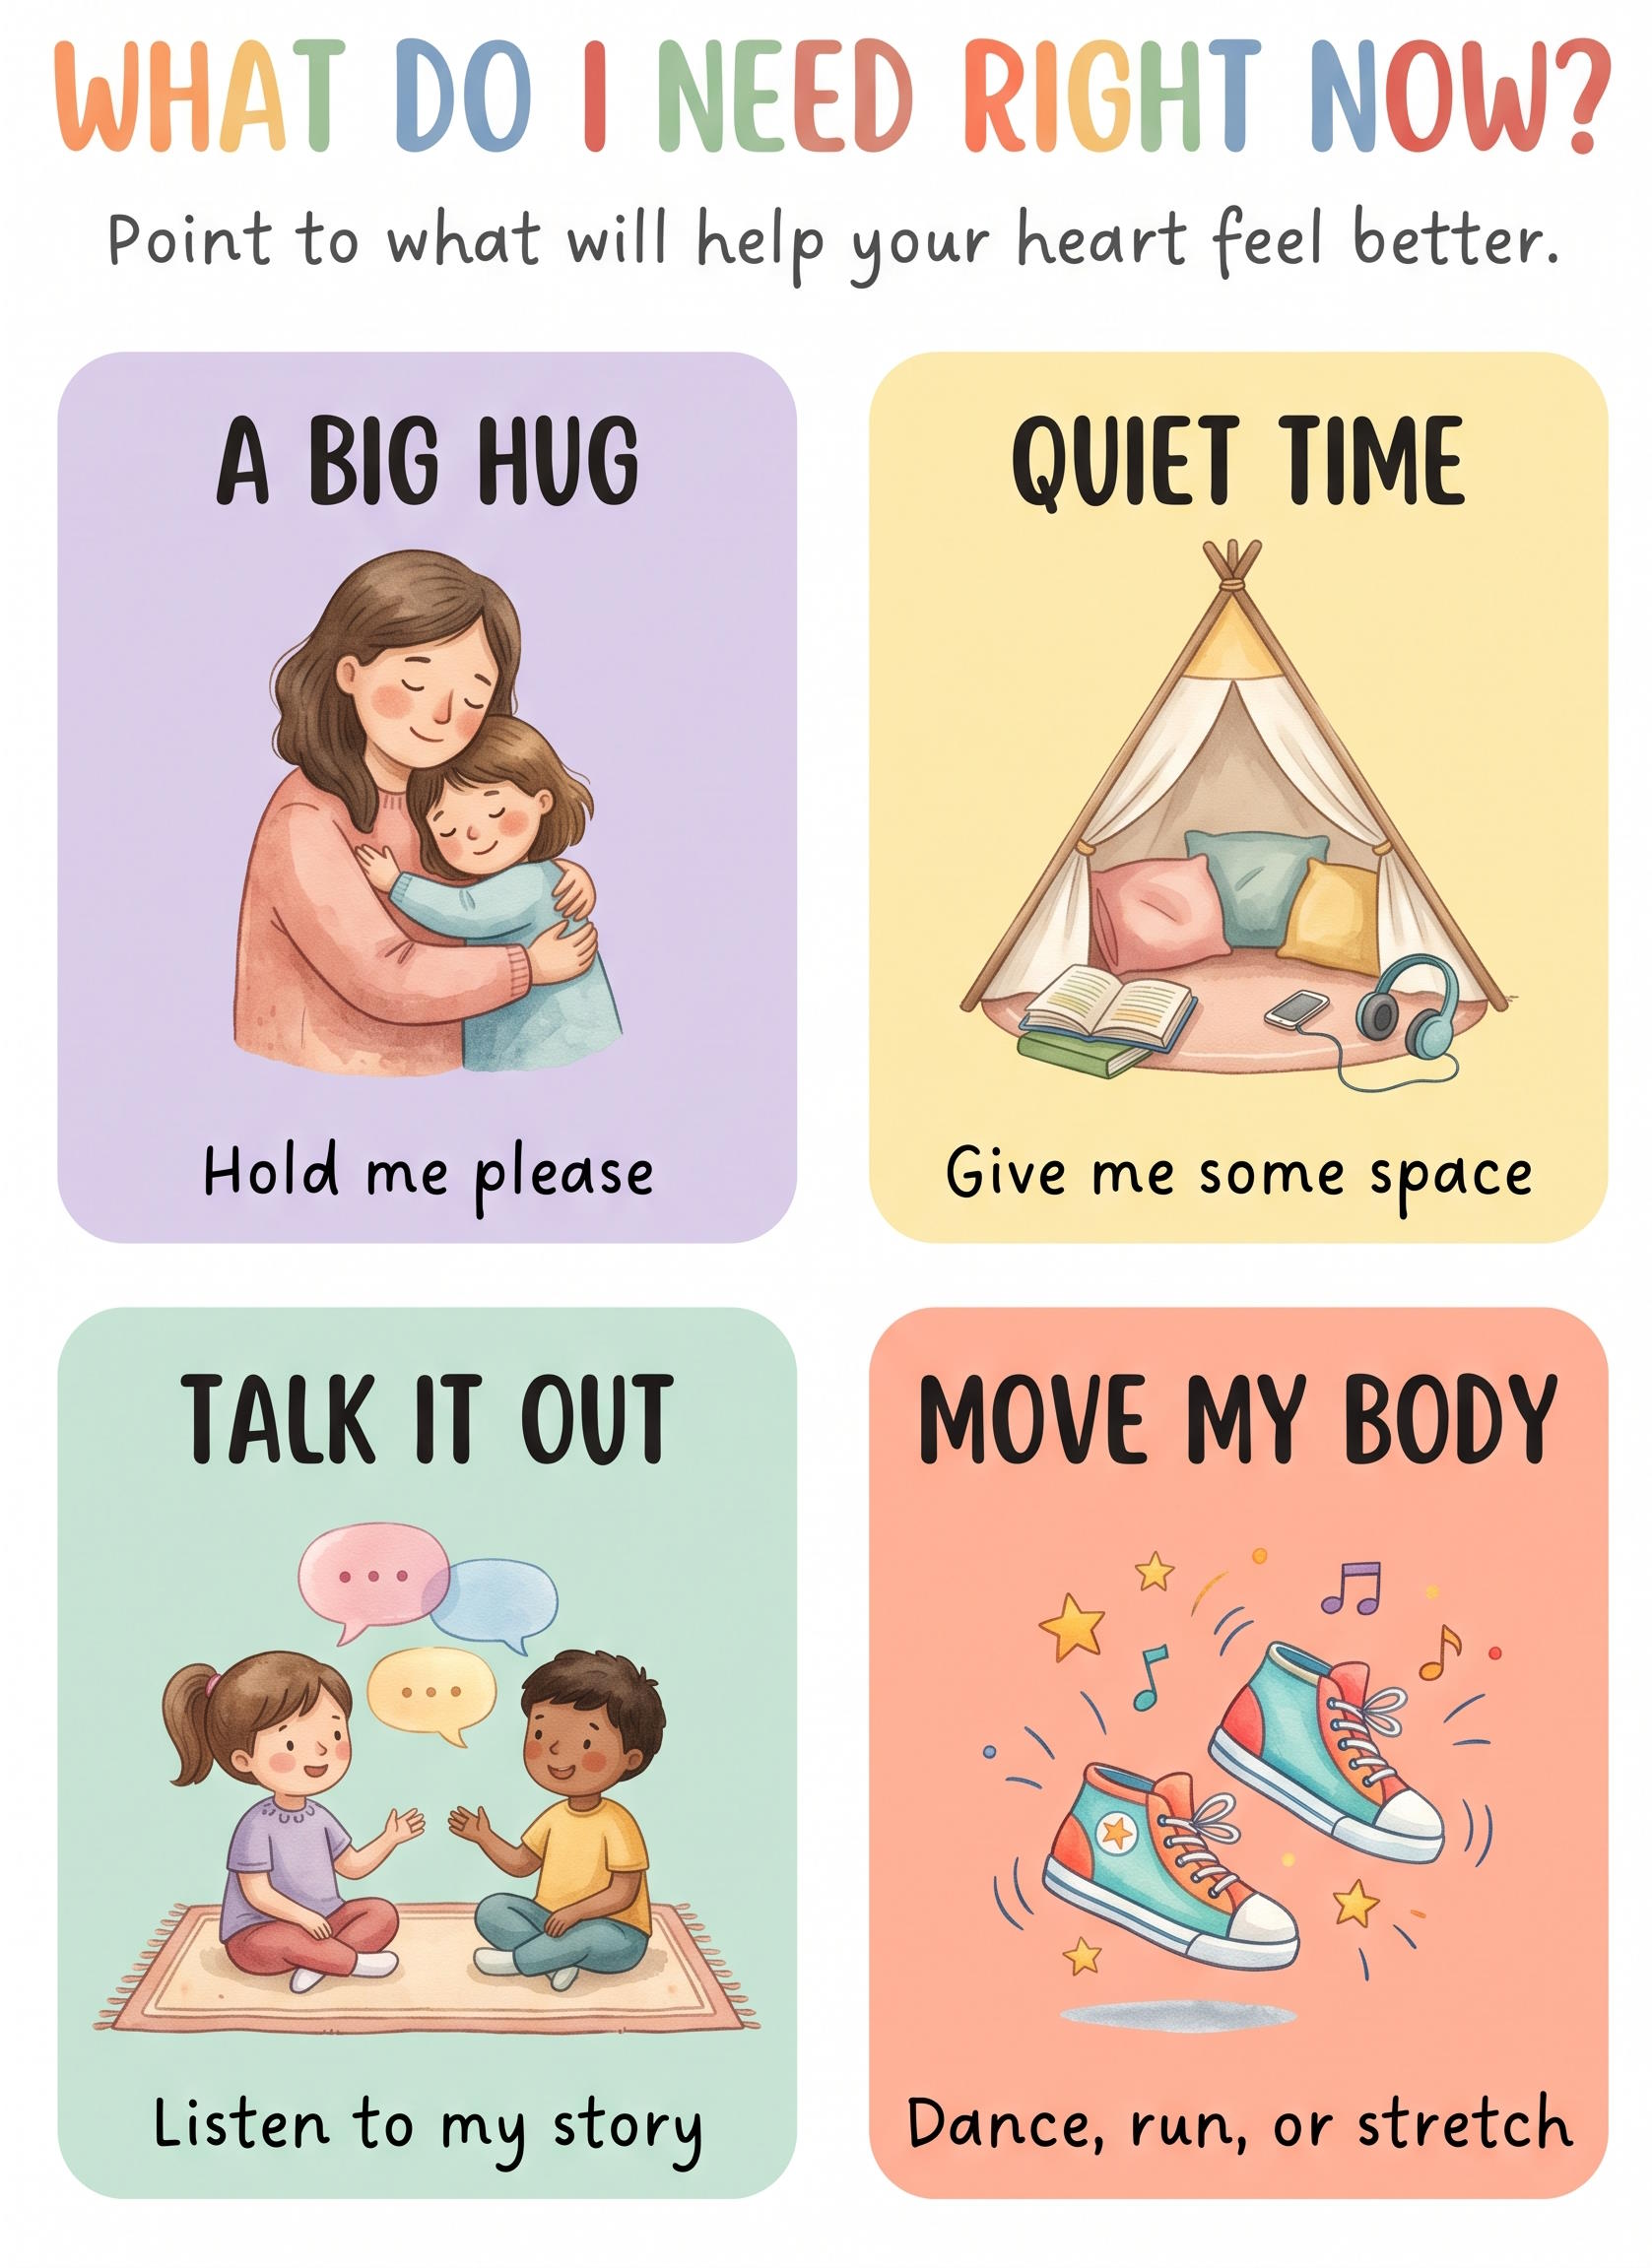 WHAT DO I NEED RIGHT NOW?
Point to what will help your heart feel better.
A BIG HUG
Hold me please
QUIET TIME
Give me some space
TALK IT OUT
Listen to my story
MOVE MY BODY
Dance, run, or stretch